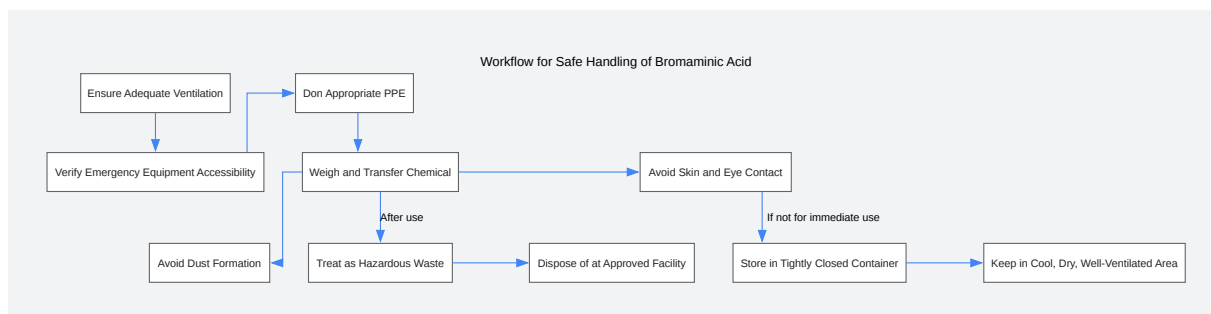 Workflow for Safe Handling of Bromaminic Acid
Ensure Adequate Ventilation
Don Appropriate PPE
Verify Emergency Equipment Accessibility
Weigh and Transfer Chemical
Avoid Skin and Eye Contact
After use
If not for immediate use
Avoid Dust Formation
Treat as Hazardous Waste
Dispose of at Approved Facility
Store in Tightly Closed Container
Keep in Cool, Dry, Well-Ventilated Area